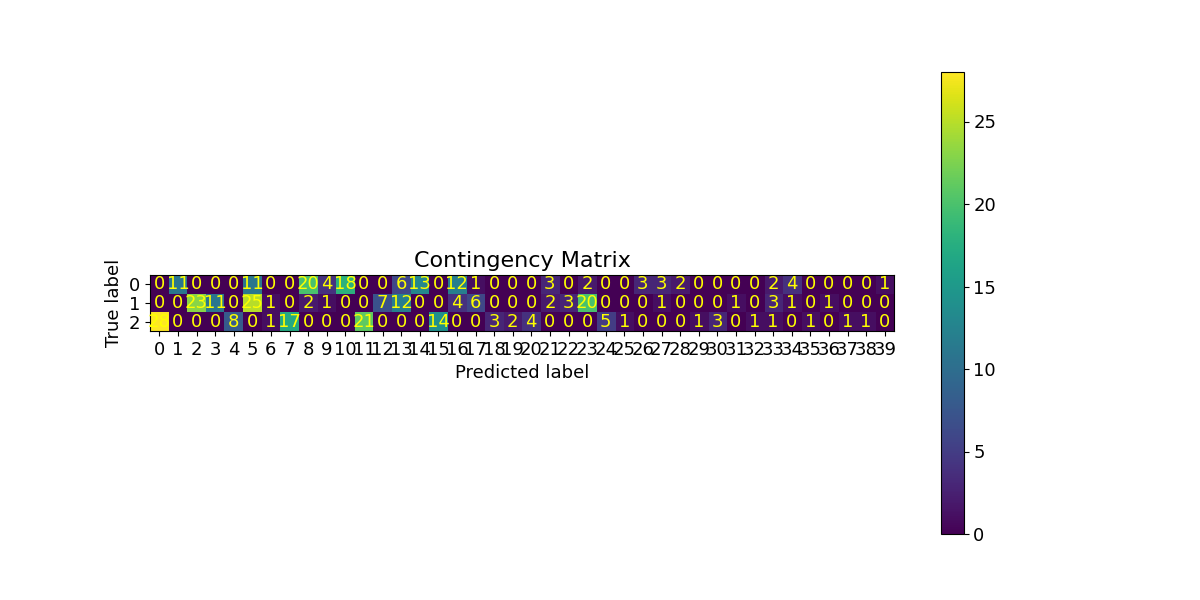 Contingency Matrix
True label
0 0 11 0 0 0 11 0 0 20 4 18 0 0 6 13 0 12 1 0 0 0 3 0 2 0 0 3 3 2 0 0 0 0 2 4 0 0 0 0 1
1 0 0 23 11 0 25 1 0 2 1 0 0 7 12 0 0 4 6 0 0 0 2 3 20 0 0 0 1 0 0 0 1 0 3 1 0 1 0 0 0
2 0 0 0 8 0 1 17 0 0 0 21 0 0 0 14 0 0 3 2 4 0 0 0 5 1 0 0 0 1 3 0 1 1 0 1 0 1 1 0
0 1 2 3 4 5 6 7 8 9 10 11 12 13 14 15 16 17 18 19 20 21 22 23 24 25 26 27 28 29 30 31 32 33 34 35 36 37 38 39
Predicted label
25
20
15
10
5
0